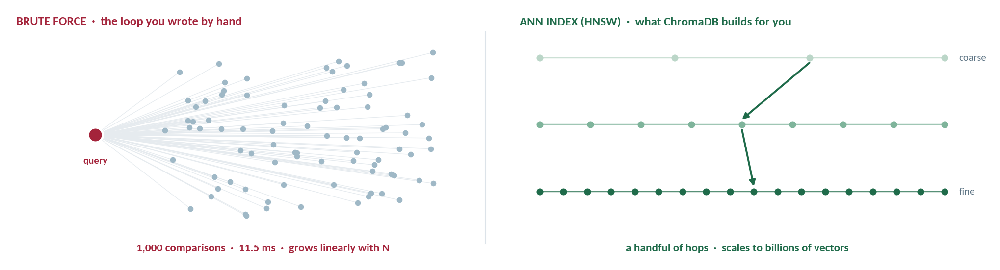 BRUTE FORCE · the loop you wrote by hand
query
1,000 comparisons · 11.5 ms · grows linearly with N
ANN INDEX (HNSW) · what ChromaDB builds for you
coarse
fine
a handful of hops · scales to billions of vectors